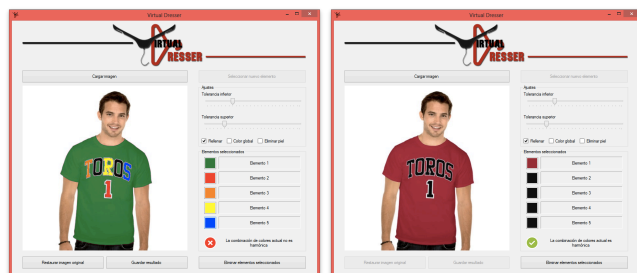 Virtual Dresser
VIRTUAL
DRESSER
Cargar imagen
Seleccionar nuevo elemento
Ajustes
Tolerancia inferior
Tolerancia superior
Rellenar
Color global
Eliminar piel
Elementos seleccionados
TOROS
1
Elemento 1
Elemento 2
Elemento 3
Elemento 4
Elemento 5
La combinación de colores actual no es
harmónica
Restaurar imagen original
Guardar resultado
Eliminar elementos seleccionados
Virtual Dresser
VIRTUAL
DRESSER
Cargar imagen
Seleccionar nuevo elemento
Ajustes
Tolerancia inferior
Tolerancia superior
Rellenar
Color global
Eliminar piel
Elementos seleccionados
TOROS
1
Elemento 1
Elemento 2
Elemento 3
Elemento 4
Elemento 5
La combinación de colores actual es
harmónica
Restaurar imagen original
Guardar resultado
Eliminar elementos seleccionados